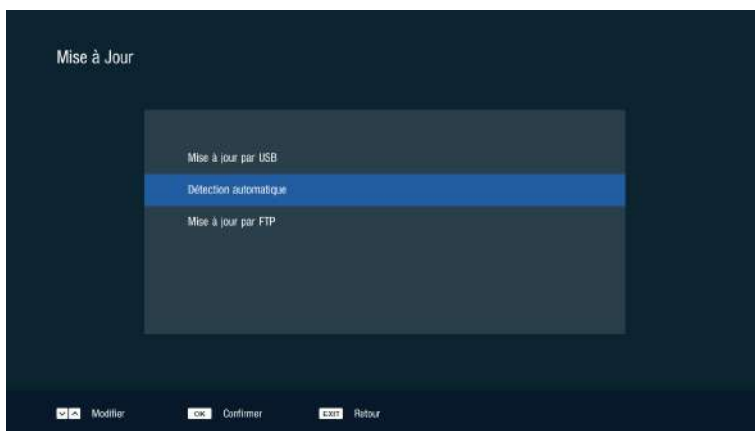 Mise à Jour
Mise à jour par USB
Détection automatique
Mise à jour par FTP
Modifier OK Confirmer EXIT Retour